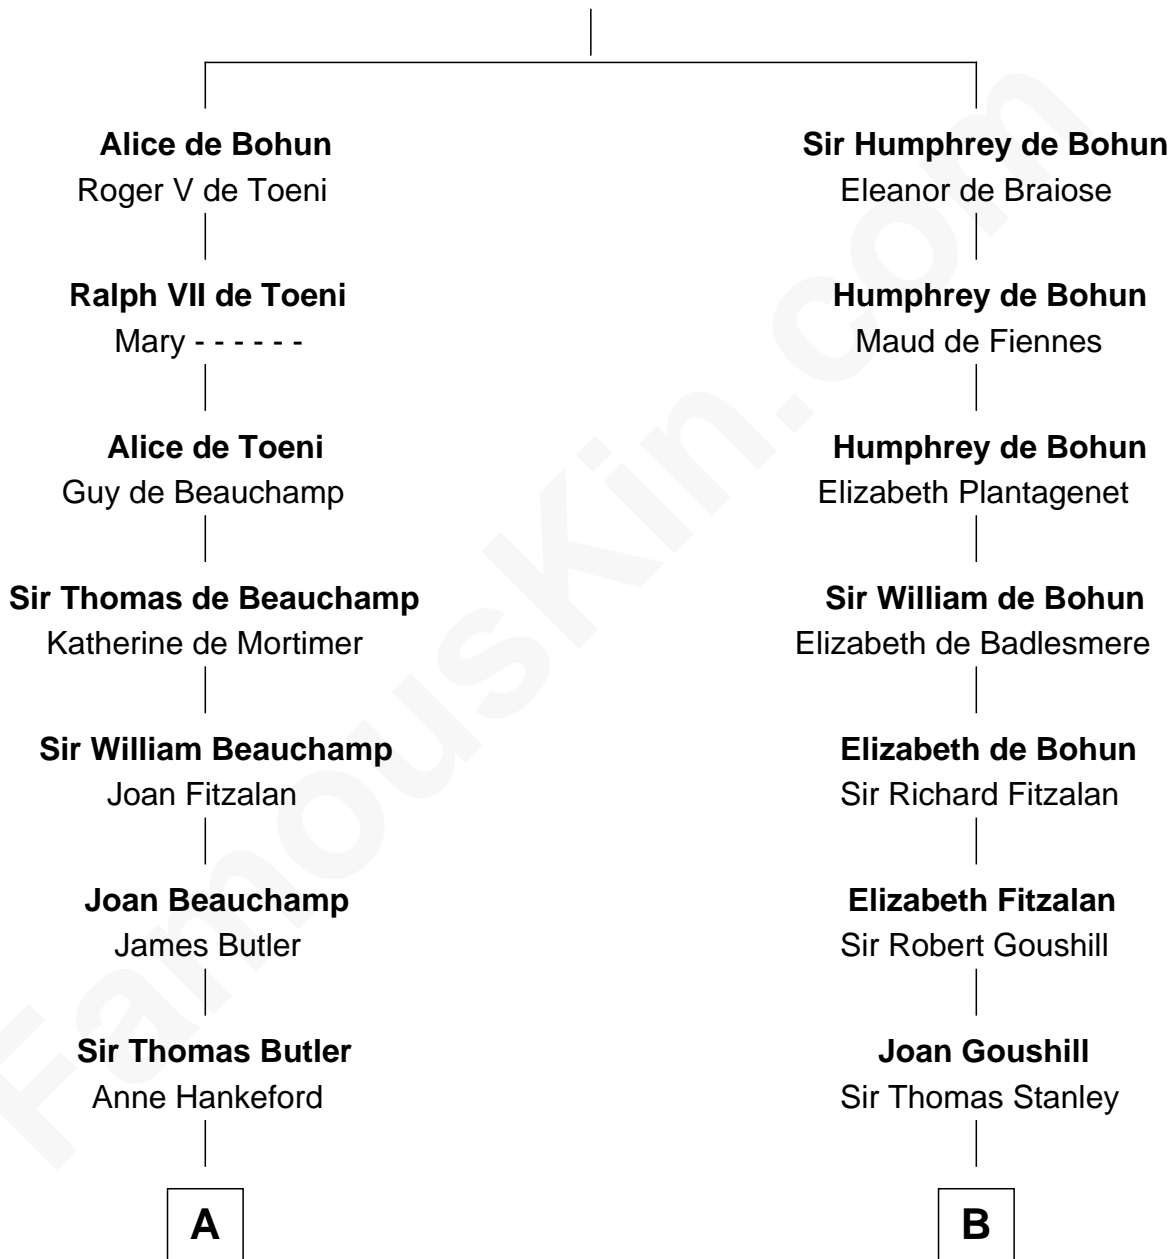 Alice de Bohun
Roger V de Toeni
Ralph VII de Toeni
Mary - - - - - -
Alice de Toeni
Guy de Beauchamp
Sir Thomas de Beauchamp
Katherine de Mortimer
Sir William Beauchamp
Joan Fitzalan
Joan Beauchamp
James Butler
Sir Thomas Butler
Anne Hankeford
A
Sir Humphrey de Bohun
Eleanor de Braiose
Humphrey de Bohun
Maud de Fiennes
Humphrey de Bohun
Elizabeth Plantagenet
Sir William de Bohun
Elizabeth de Badlesmere
Elizabeth de Bohun
Sir Richard Fitzalan
Elizabeth Fitzalan
Sir Robert Goushill
Joan Goushill
Sir Thomas Stanley
B
FamousKin.com